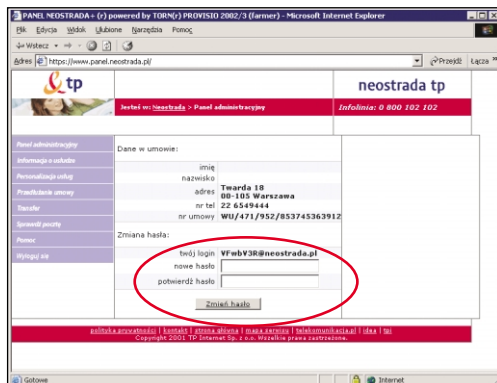 PANEL NEOSTRADA+ (r) powered by TORN(r) PROVISIO 2002/3 (farmer) - Microsoft Internet Explorer
Plik Edycja Widok Ulubione Narzędzia Pomoc
Wstecz
Adres https://www.panel.neostrada.pl/ Przejdź Łącza »
tp
neostrada tp
Jesteś w: Neostrada > Panel administracyjny
Infolinia: 0 800 102 102
Panel administracyjny
Informacja o usłudze
Personalizacja usług
Przedłużanie umowy
Transfer
Sprawdź pocztę
Pomoc
Wyloguj się
Dane w umowie:
imię
nazwisko
adres Twarda 18
00-105 Warszawa
nr tel 22 6549444
nr umowy WU/471/952/853745363912
Zmiana hasła:
twój login VFwbV3R@neostrada.pl
nowe hasło
potwierdź hasło
Zmień hasło
polityka prywatności | kontakt | strona główna | mapa serwisu | telekomunikacja.pl | idea | tpi
Copyright 2001 TP Internet Sp. z o.o. Wszelkie prawa zastrzeżone.
Gotowe
Internet